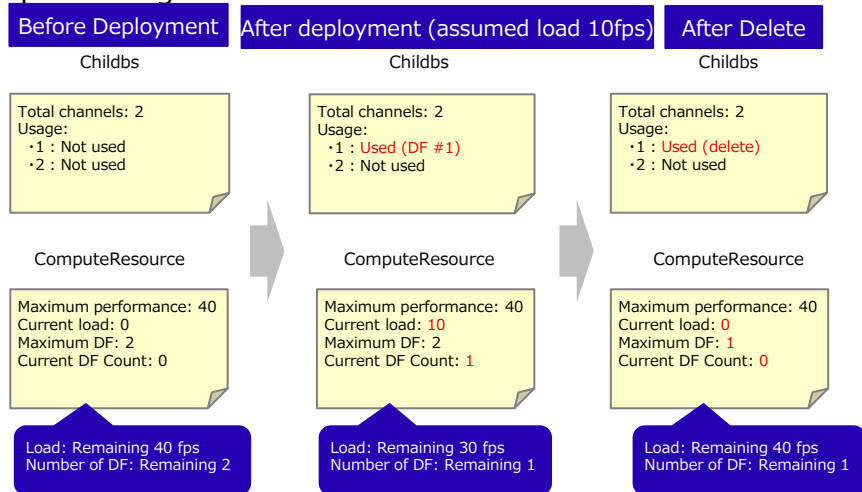 Before Deployment
After deployment (assumed load 10fps)
After Delete
Childbs
Childbs
Childbs
Total channels: 2
Usage:
・1 : Not used
・2 : Not used
Total channels: 2
Usage:
・1 : Used (DF #1)
・2 : Not used
Total channels: 2
Usage:
・1 : Used (delete)
・2 : Not used
ComputeResource
ComputeResource
ComputeResource
Maximum performance: 40
Current load: 0
Maximum DF: 2
Current DF Count: 0
Maximum performance: 40
Current load: 10
Maximum DF: 2
Current DF Count: 1
Maximum performance: 40
Current load: 0
Maximum DF: 1
Current DF Count: 0
Load: Remaining 40 fps
Number of DF: Remaining 2
Load: Remaining 30 fps
Number of DF: Remaining 1
Load: Remaining 40 fps
Number of DF: Remaining 1